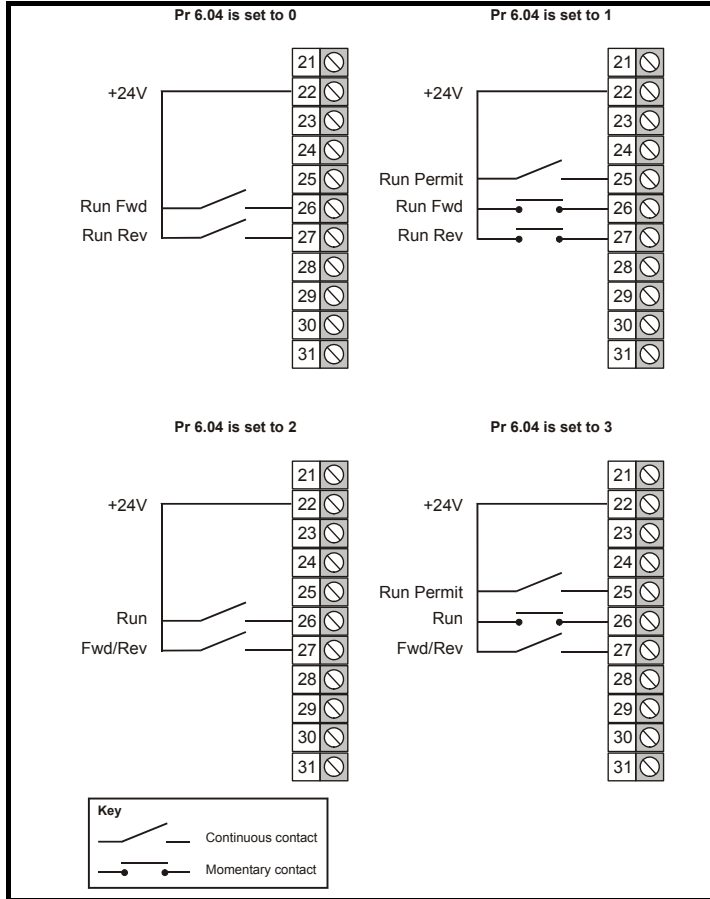 Pr 6.04 is set to 0
21
+24V 22
23
24
25
Run Fwd 26
Run Rev 27
28
29
30
31
Pr 6.04 is set to 1
21
+24V 22
23
24
Run Permit 25
Run Fwd 26
Run Rev 27
28
29
30
31
Pr 6.04 is set to 2
21
+24V 22
23
24
25
Run 26
Fwd/Rev 27
28
29
30
31
Pr 6.04 is set to 3
21
+24V 22
23
24
Run Permit 25
Run 26
Fwd/Rev 27
28
29
30
31
Key
Continuous contact
Momentary contact